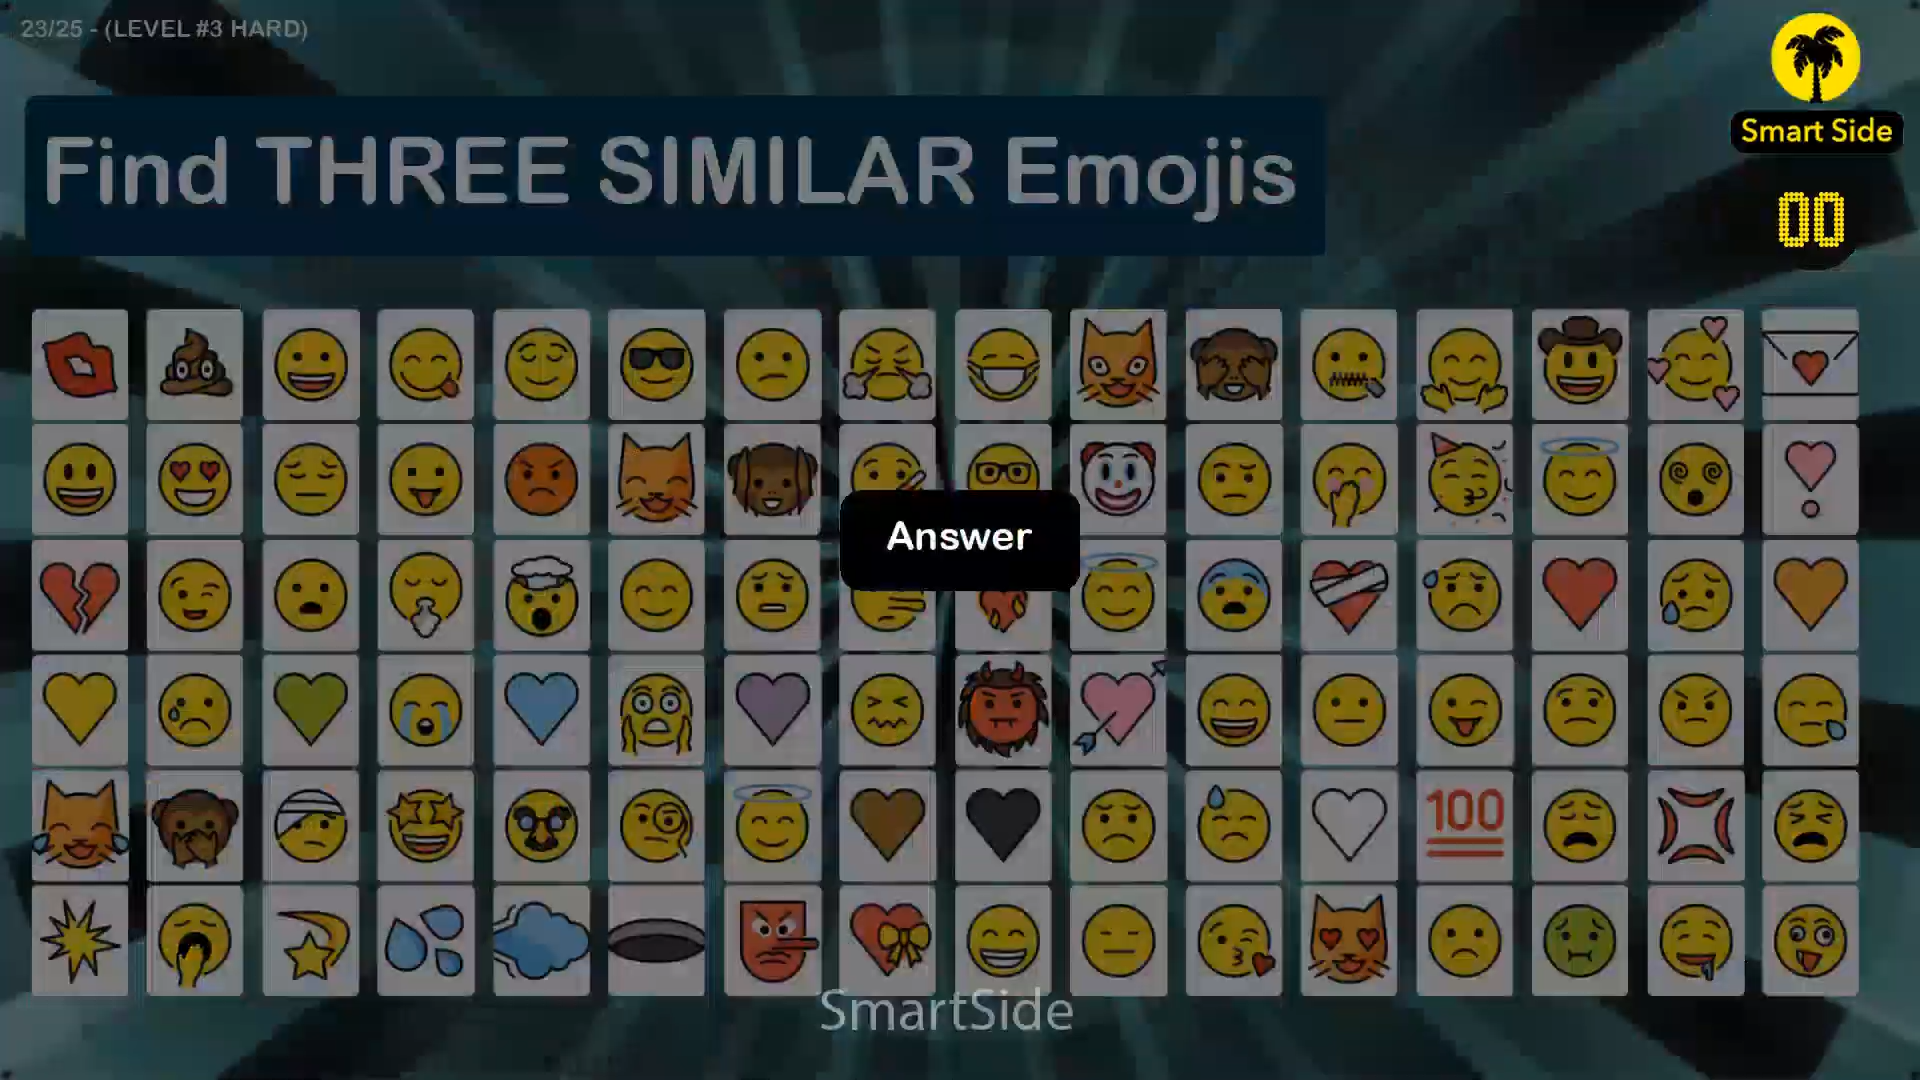 23/25 - (LEVEL #3 HARD)
Smart Side
Find THREE SIMILAR Emojis
00
Answer
100
SmartSide